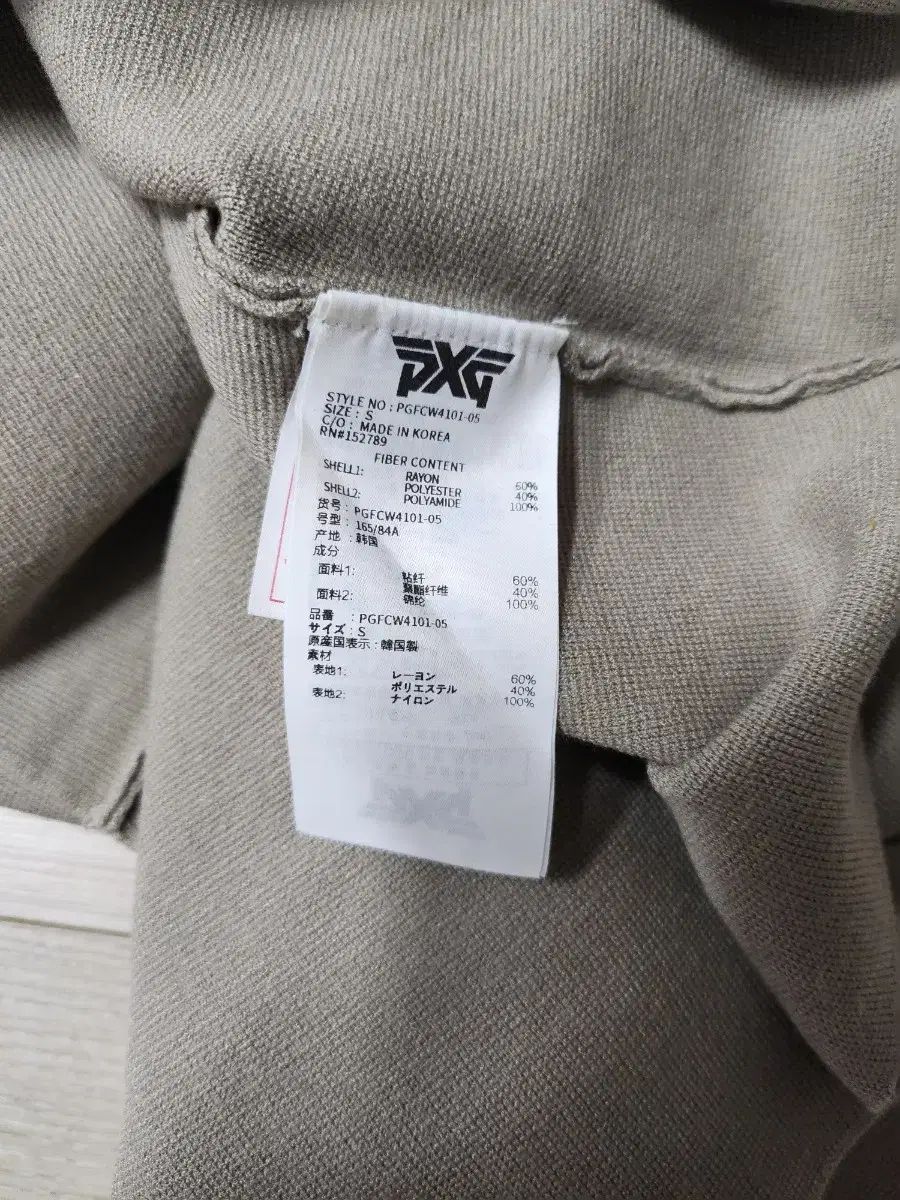 PXG
STYLE NO : PGFCW4101-05
SIZE : S
C/O : MADE IN KOREA
RN#152789
FIBER CONTENT
SHELL1: RAYON 60%
POLYESTER 40%
SHELL2: POLYAMIDE 100%
货号 : PGFCW4101-05
号型 : 165/84A
产地 : 韩国
成分
面料1: 粘纤 60%
聚酯纤维 40%
面料2: 锦纶 100%
品番 : PGFCW4101-05
サイズ : S
原産国表示 : 韓国製
素材
表地1: レーヨン 60%
ポリエステル 40%
表地2: ナイロン 100%